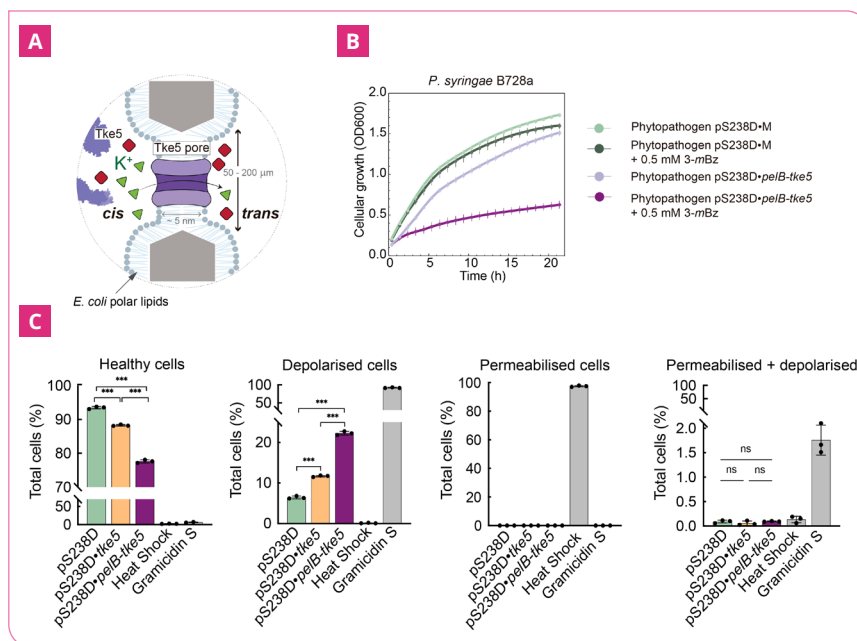 A
Tke5
Tke5 pore
K+
50 - 200 µm
cis
trans
~ 5 nm
E. coli polar lipids
B
P. syringae B728a
Cellular growth (OD600)
2.0
1.5
1.0
0.5
0.0
0
5
10
15
20
Time (h)
Phytopathogen pS238D•M
Phytopathogen pS238D•M
+ 0.5 mM 3-mBz
Phytopathogen pS238D•pelB-tke5
Phytopathogen pS238D•pelB-tke5
+ 0.5 mM 3-mBz
C
Healthy cells
Total cells (%)
100
90
80
70
50
0
***
*** ***
pS238D
pS238D•tke5
pS238D•pelB-tke5
Heat Shock
Gramicidin S
Depolarised cells
Total cells (%)
100
50
20
10
0
***
***
***
pS238D
pS238D•tke5
pS238D•pelB-tke5
Heat Shock
Gramicidin S
Permeabilised cells
Total cells (%)
100
80
60
40
20
0
pS238D
pS238D•tke5
pS238D•pelB-tke5
Heat Shock
Gramicidin S
Permeabilised + depolarised
Total cells (%)
100
50
2.0
1.5
1.0
0.5
0.0
ns
ns ns
pS238D
pS238D•tke5
pS238D•pelB-tke5
Heat Shock
Gramicidin S